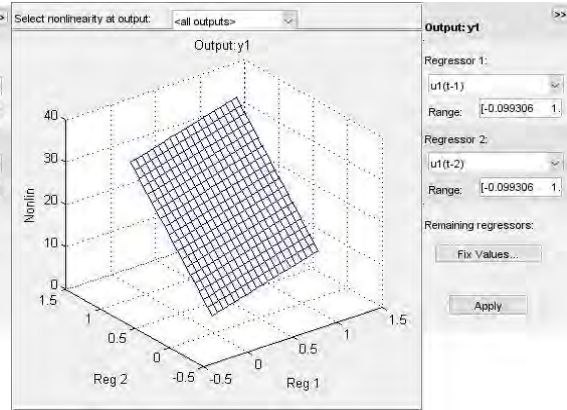 Select nonlinearity at output:
<all outputs>
Output: y1
40
30
20
10
0
Nonlin
1.5
1
0.5
0
-0.5
Reg 2
-0.5
0
0.5
1
1.5
Reg 1
>>
Output: y1
Regressor 1:
u1(t-1)
Range: [-0.099306 1.
Regressor 2:
u1(t-2)
Range: [-0.099306 1.
Remaining regressors:
Fix Values...
Apply